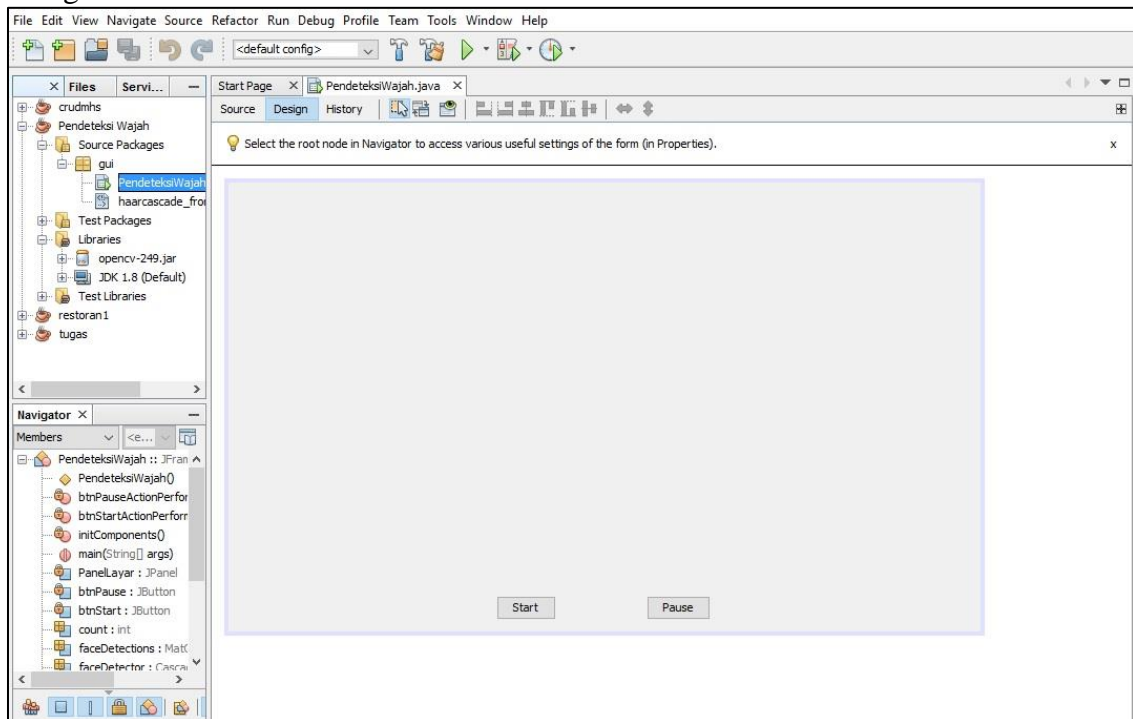 File Edit View Navigate Source Refactor Run Debug Profile Team Tools Window Help
<default config>
Files Servi...
crudmhs
Pendeteksi Wajah
Source Packages
gui
PendeteksiWajah
haarcascade_fron
Test Packages
Libraries
opencv-249.jar
JDK 1.8 (Default)
Test Libraries
restoran1
tugas
Start Page PendeteksiWajah.java
Source Design History
Select the root node in Navigator to access various useful settings of the form (in Properties).
Start Pause
Navigator
Members <e...
PendeteksiWajah :: JFram
PendeteksiWajah()
btnPauseActionPerfor
btnStartActionPerform
initComponents()
main(String[] args)
PanelLayar : JPanel
btnPause : JButton
btnStart : JButton
count : int
faceDetections : Mat
faceDetector : Casca